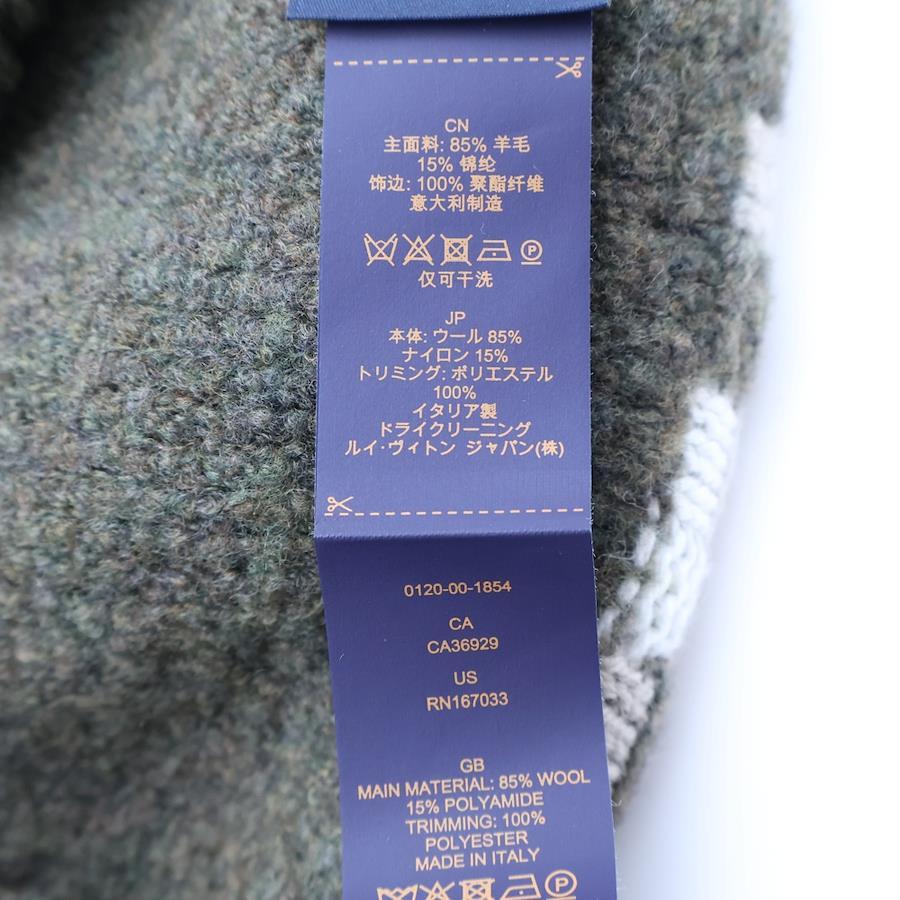 CN
主面料: 85% 羊毛
15% 锦纶
饰边: 100% 聚酯纤维
意大利制造
P
仅可干洗
JP
本体: ウール 85%
ナイロン 15%
トリミング: ポリエステル
100%
イタリア製
ドライクリーニング
ルイ·ヴィトン ジャパン(株)
0120-00-1854
CA
CA36929
US
RN167033
GB
MAIN MATERIAL: 85% WOOL
15% POLYAMIDE
TRIMMING: 100%
POLYESTER
MADE IN ITALY
P